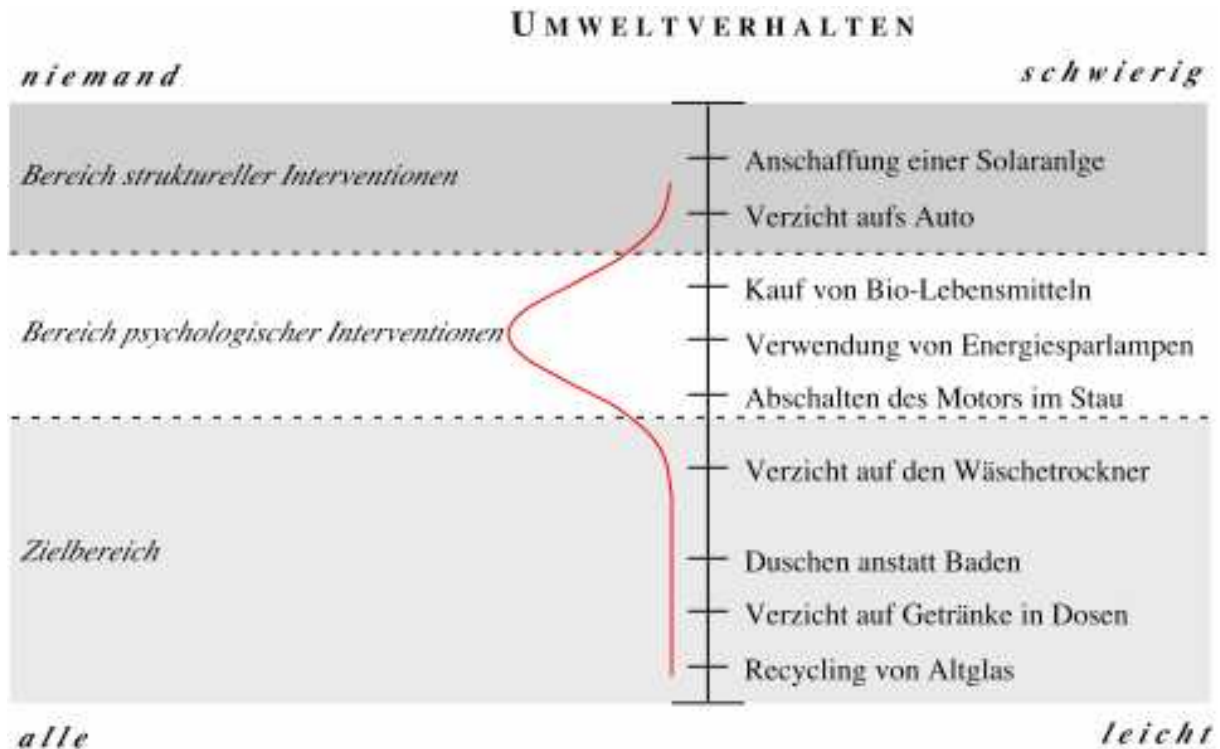 UMWELTVERHALTEN
niemand
schwierig
Bereich struktureller Interventionen
Anschaffung einer Solaranlge
Verzicht aufs Auto
Kauf von Bio-Lebensmitteln
Bereich psychologischer Interventionen
Verwendung von Energiesparlampen
Abschalten des Motors im Stau
Verzicht auf den Wäschetrockner
Zielbereich
Duschen anstatt Baden
Verzicht auf Getränke in Dosen
Recycling von Altglas
alle
leicht